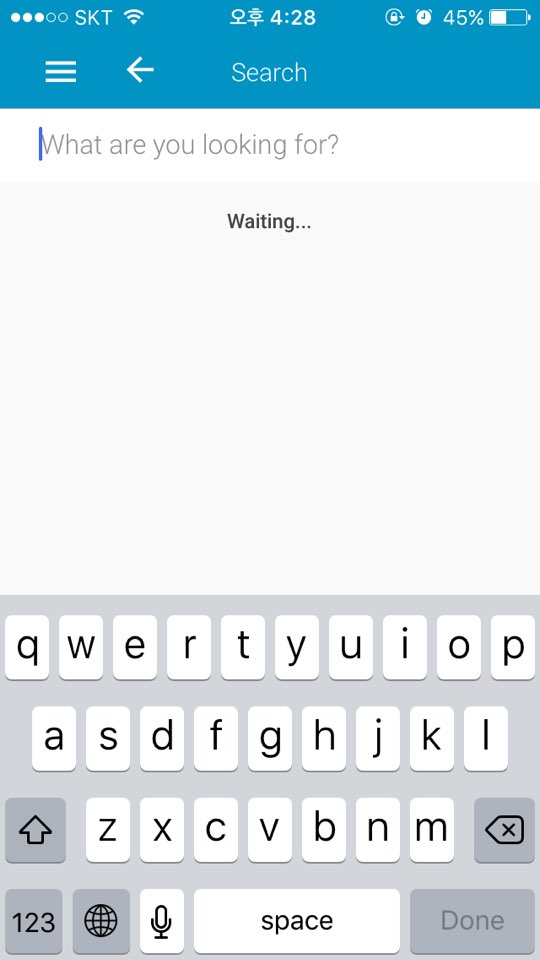 SKT 오후 4:28 45%
Search
What are you looking for?
Waiting...
q w e r t y u i o p
a s d f g h j k l
z x c v b n m
123 space Done